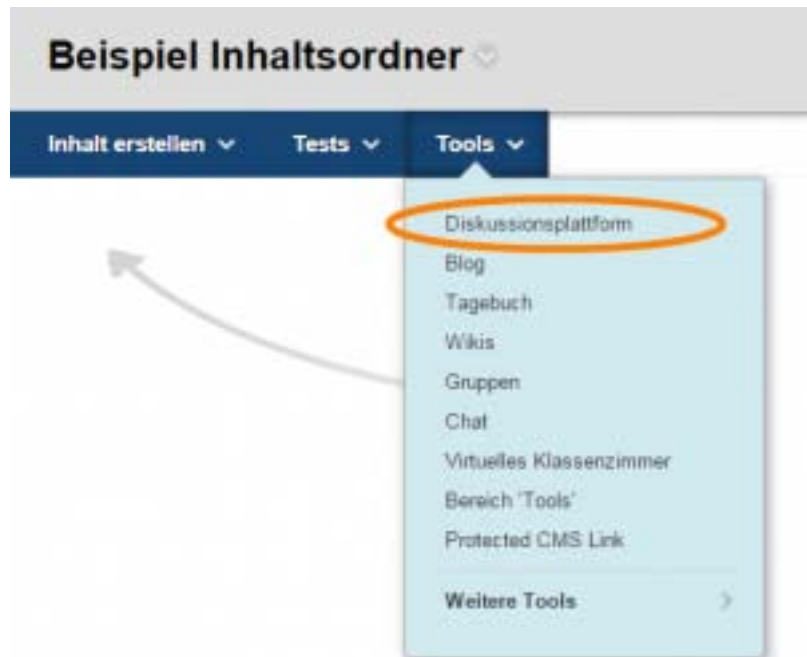 Beispiel Inhaltsordner
Inhalt erstellen Tests Tools
Diskussionsplattform
Blog
Tagebuch
Wikis
Gruppen
Chat
Virtuelles Klassenzimmer
Bereich 'Tools'
Protected CMS Link
Weitere Tools